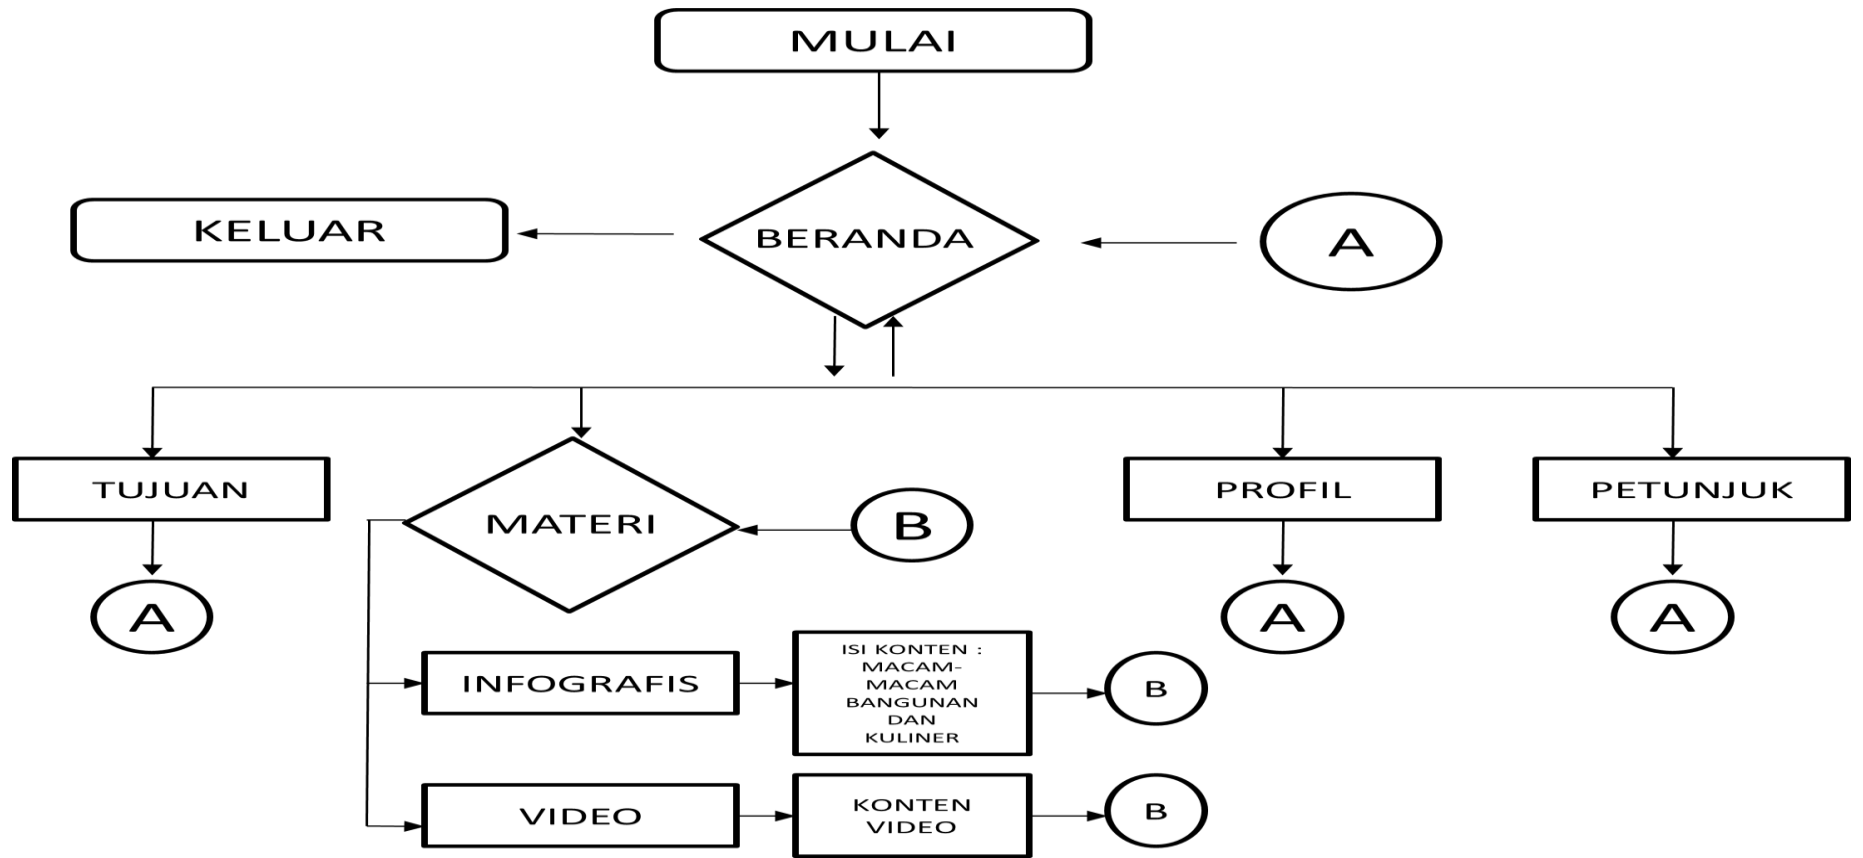 MULAI
KELUAR
BERANDA
A
TUJUAN
MATERI
B
PROFIL
PETUNJUK
A
A
A
INFOGRAFIS
ISI KONTEN :
MACAM-
MACAM
BANGUNAN
DAN
KULINER
B
VIDEO
KONTEN
VIDEO
B